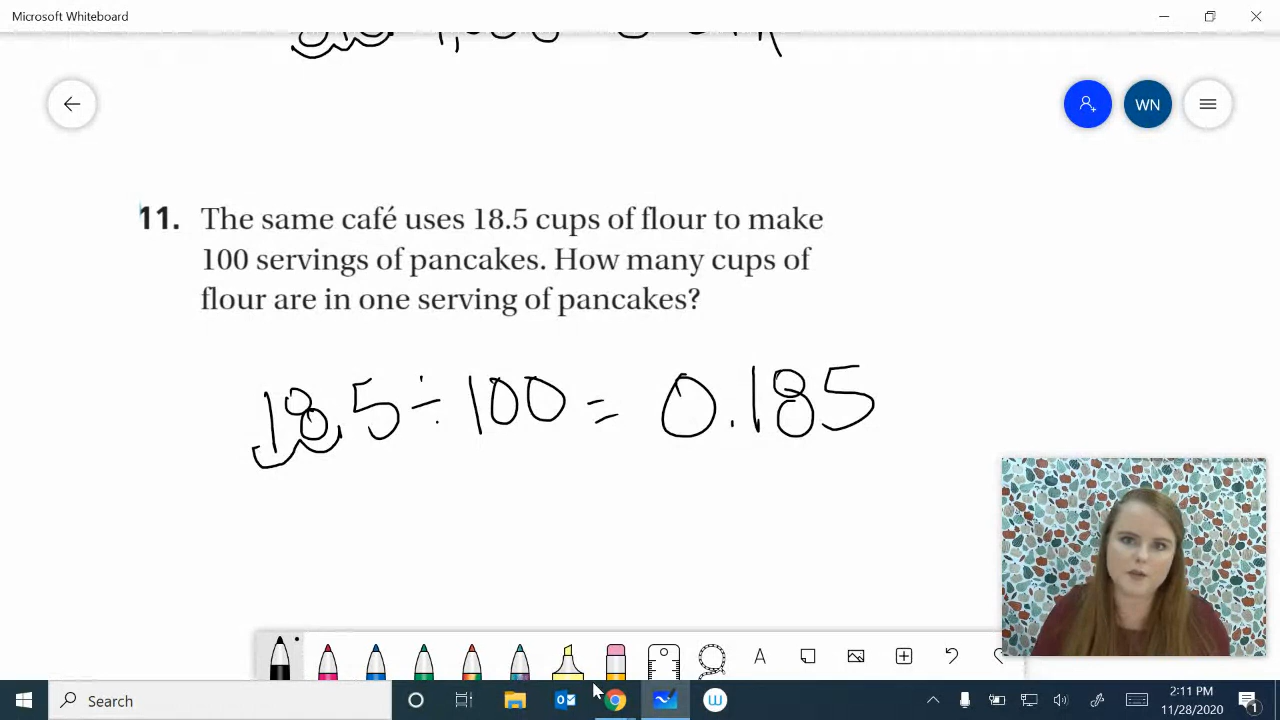 Microsoft Whiteboard
WN
11. The same café uses 18.5 cups of flour to make
100 servings of pancakes. How many cups of
flour are in one serving of pancakes?
18.5 ÷ 100 = 0.185
A
Search
W
2:11 PM
11/28/2020
1